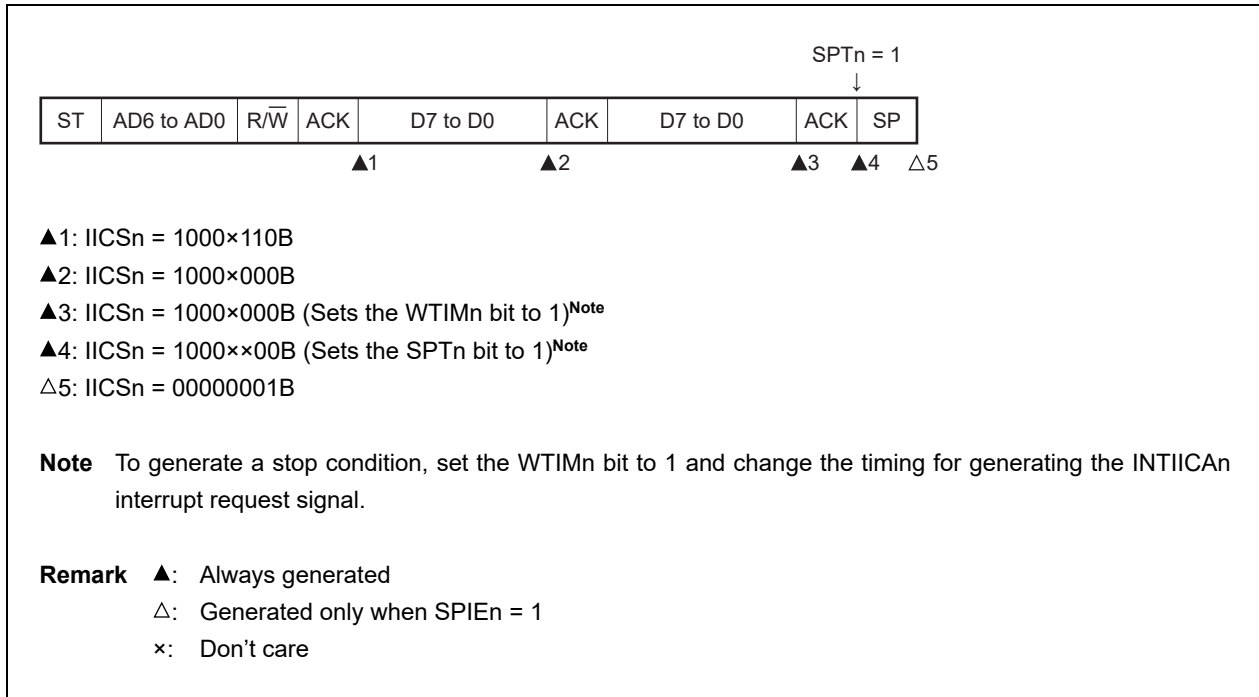 SPTn = 1
↓
ST AD6 to AD0 R/W̅ ACK D7 to D0 ACK D7 to D0 ACK SP
▲1 ▲2 ▲3 ▲4 △5
▲1: IICSn = 1000×110B
▲2: IICSn = 1000×000B
▲3: IICSn = 1000×000B (Sets the WTIMn bit to 1)Note
▲4: IICSn = 1000××00B (Sets the SPTn bit to 1)Note
△5: IICSn = 00000001B
Note To generate a stop condition, set the WTIMn bit to 1 and change the timing for generating the INTIICAn
interrupt request signal.
Remark ▲: Always generated
△: Generated only when SPIEn = 1
×: Don’t care